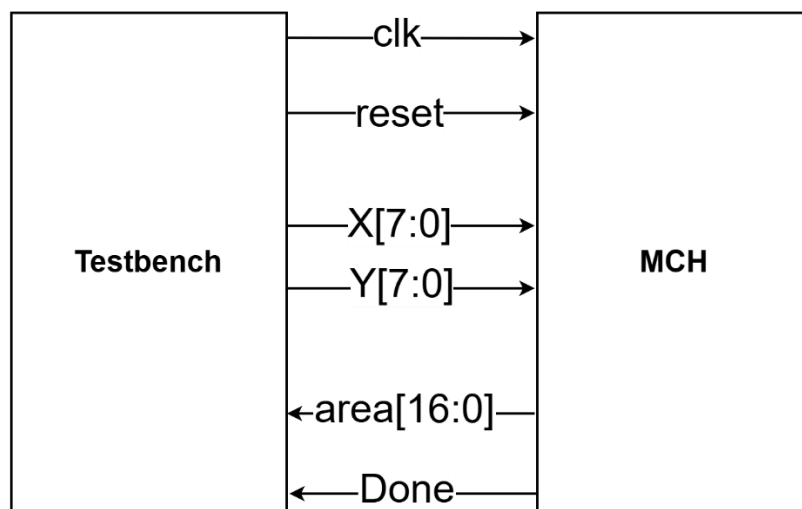 clk
reset
X[7:0]
Testbench
MCH
Y[7:0]
area[16:0]
Done